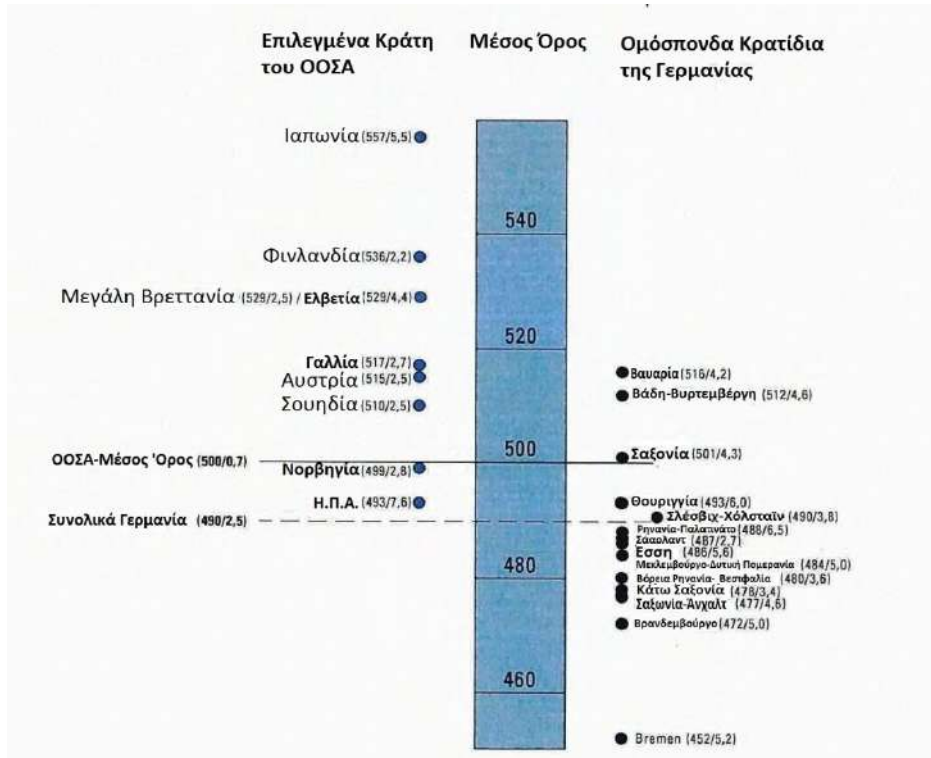 Επιλεγμένα Κράτη
του ΟΟΣΑ
Μέσος Όρος
Ομόσπονδα Κρατίδια
της Γερμανίας
Ιαπωνία (557/5,5)
540
Φινλανδία (536/2,2)
Μεγάλη Βρεττανία (529/2,5) / Ελβετία (529/4,4)
520
Γαλλία (517/2,7)
Βαυαρία (516/4,2)
Αυστρία (515/2,5)
Βάδη-Βυρτεμβέργη (512/4,6)
Σουηδία (510/2,5)
500
ΟΟΣΑ-Μέσος Όρος (500/0,7)
Σαξονία (501/4,3)
Νορβηγία (499/2,8)
Η.Π.Α. (493/7,6)
Θουριγγία (493/6,0)
Συνολικά Γερμανία (490/2,5)
Σλέσβιχ-Χόλσταϊν (490/3,8)
Ρηνανία-Παλατινάτο (488/6,5)
Σάαρλαντ (487/2,7)
Έσση (486/5,6)
Μεκλεμβούργο-Δυτική Πομερανία (484/5,0)
480
Βόρεια Ρηνανία- Βεστφαλία (480/3,6)
Κάτω Σαξονία (478/3,4)
Σαξωνία-Άνχαλτ (477/4,6)
Βρανδεμβούργο (472/5,0)
460
Bremen (452/5,2)